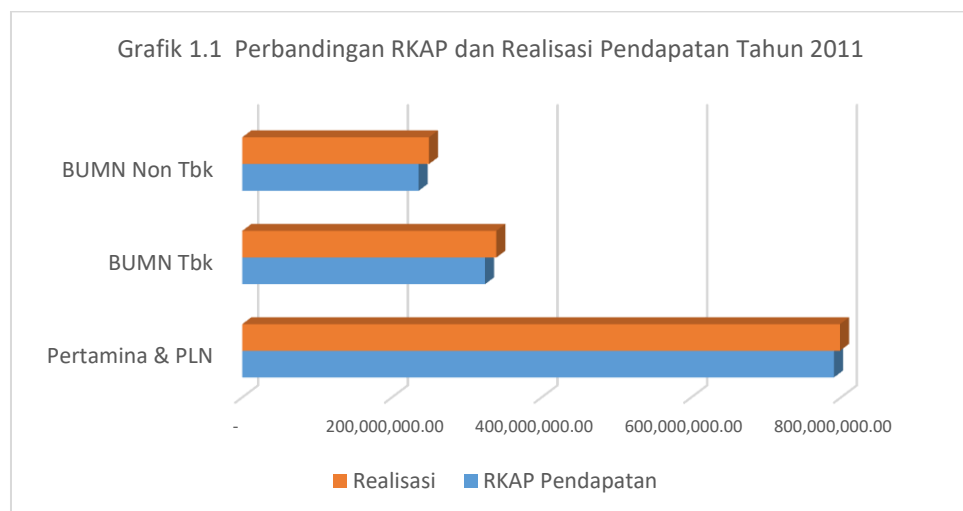 Grafik 1.1 Perbandingan RKAP dan Realisasi Pendapatan Tahun 2011
BUMN Non Tbk
BUMN Tbk
Pertamina & PLN
- 200,000,000.00 400,000,000.00 600,000,000.00 800,000,000.00
Realisasi RKAP Pendapatan